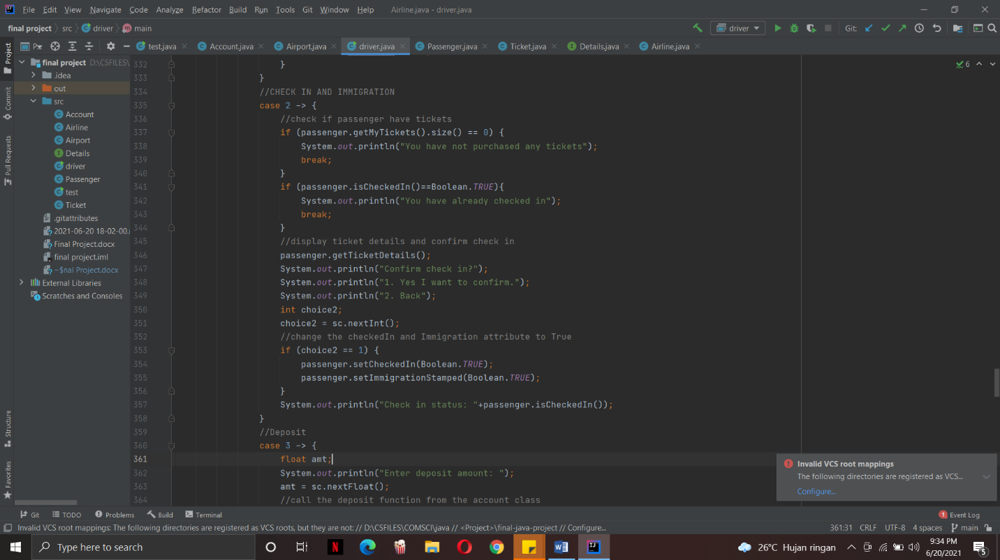 File Edit View Navigate Code Analyze Refactor Build Run Tools Git Window Help Airline.java - driver.java
final project src driver main driver Git:
Project
test.java Account.java Airport.java driver.java Passenger.java Ticket.java Details.java Airline.java
final project D:\CSFILES\
.idea
out
src
Account
Airline
Airport
Details
driver
Passenger
test
Ticket
.gitattributes
2021-06-20 18-02-00.
Final Project.docx
final project.iml
~$nal Project.docx
External Libraries
Scratches and Consoles
Commit
Pull Requests
Structure
Favorites
6
332 }
333 }
334 //CHECK IN AND IMMIGRATION
335 case 2 -> {
336 //check if passenger have tickets
337 if (passenger.getMyTickets().size() == 0) {
338 System.out.println("You have not purchased any tickets");
339 break;
340 }
341 if (passenger.isCheckedIn()==Boolean.TRUE){
342 System.out.println("You have already checked in");
343 break;
344 }
345 //display ticket details and confirm check in
346 passenger.getTicketDetails();
347 System.out.println("Confirm check in?");
348 System.out.println("1. Yes I want to confirm.");
349 System.out.println("2. Back");
350 int choice2;
351 choice2 = sc.nextInt();
352 //change the checkedIn and Immigration attribute to True
353 if (choice2 == 1) {
354 passenger.setCheckedIn(Boolean.TRUE);
355 passenger.setImmigrationStamped(Boolean.TRUE);
356 }
357 System.out.println("Check in status: "+passenger.isCheckedIn());
358 }
359 //Deposit
360 case 3 -> {
361 float amt;
362 System.out.println("Enter deposit amount: ");
363 amt = sc.nextFloat();
364 //call the deposit function from the account class
Invalid VCS root mappings
The following directories are registered as VCS...
Configure...
Git TODO Problems Build Terminal 1 Event Log
Invalid VCS root mappings: The following directories are registered as VCS roots, but they are not: // D:\CSFILES\COMSCI\java // <Project>\final-java-project // Configure... 361:31 CRLF UTF-8 4 spaces main
Type here to search
26°C Hujan ringan
9:34 PM
6/20/2021
5